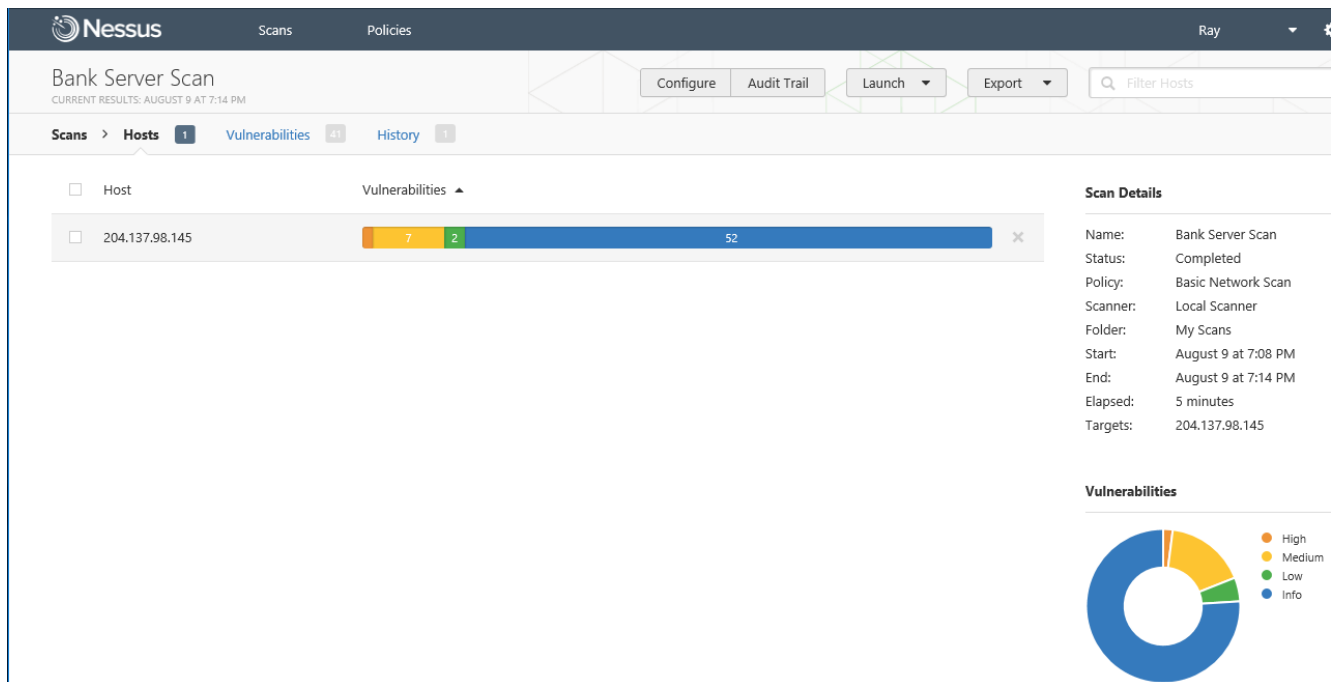 Nessus Scans Policies Ray
Bank Server Scan
CURRENT RESULTS: AUGUST 9 AT 7:14 PM
Configure Audit Trail Launch Export Filter Hosts
Scans > Hosts 1 Vulnerabilities 41 History 1
Host Vulnerabilities
204.137.98.145 7 2 52
Scan Details
Name: Bank Server Scan
Status: Completed
Policy: Basic Network Scan
Scanner: Local Scanner
Folder: My Scans
Start: August 9 at 7:08 PM
End: August 9 at 7:14 PM
Elapsed: 5 minutes
Targets: 204.137.98.145
Vulnerabilities
High
Medium
Low
Info